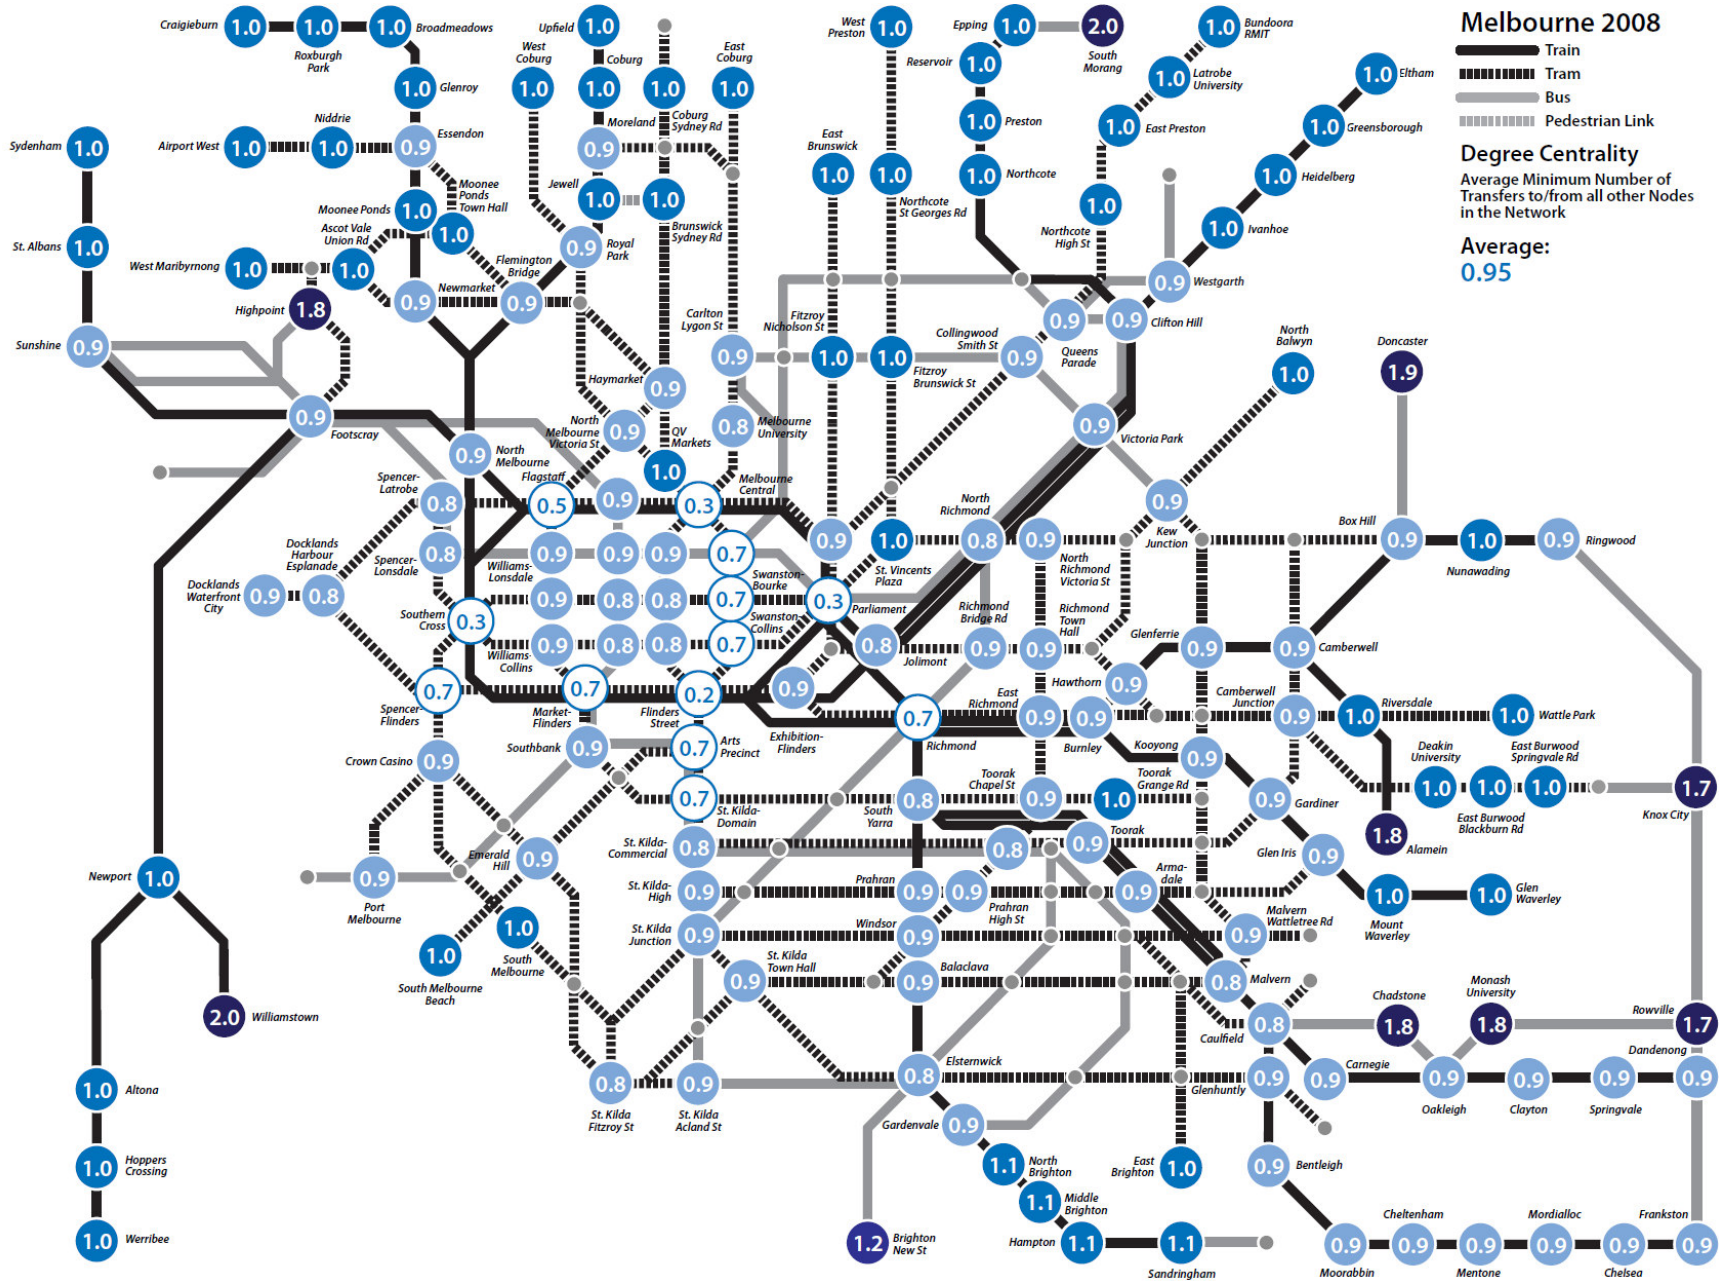 Melbourne 2008
Train
Tram
Bus
Pedestrian Link
Degree Centrality
Average Minimum Number of
Transfers to/from all other Nodes
in the Network
Average:
0.95
Craigieburn 1.0
1.0
Roxburgh
Park
1.0 Broadmeadows
Upfield 1.0
West
Coburg
1.0
Coburg
1.0
1.0
Coburg
Sydney Rd
East
Coburg
1.0
West
Preston
1.0
Epping 1.0
2.0
South
Morang
1.0 Bundoora
RMIT
Reservoir 1.0
1.0 Latrobe
University
1.0 Eltham
1.0 Glenroy
1.0 Preston
1.0 East Preston
1.0 Greensborough
Sydenham 1.0
Airport West 1.0
Niddrie
1.0
Essendon
0.9
Moreland
0.9
East
Brunswick
1.0
1.0
Northcote
St Georges Rd
1.0 Northcote
1.0 Heidelberg
Jewell 1.0
1.0
Brunswick
Sydney Rd
Northcote
High St
1.0
1.0 Ivanhoe
Moonee Ponds 1.0
Moonee
Ponds
Town Hall
1.0
St. Albans 1.0
Ascot Vale
Union Rd
1.0
West Maribyrnong 1.0
0.9 Royal
Park
Flemington
Bridge
0.9
Newmarket
0.9
Highpoint 1.8
0.9 Westgarth
Sunshine 0.9
Carlton
Lygon St
0.9
Fitzroy
Nicholson St
1.0
1.0
Fitzroy
Brunswick St
Collingwood
Smith St
0.9
0.9
Queens
Parade
0.9 Clifton Hill
North
Balwyn
1.0
Doncaster
1.9
Haymarket 0.9
0.9
Footscray
North
Melbourne
Victoria St
0.9
QV
Markets
1.0
0.8 Melbourne
University
0.9 Victoria Park
0.9 North
Melbourne
Spencer-
Latrobe
0.8
Flagstaff
0.5
0.9
0.3
Melbourne
Central
0.9
Kew
Junction
Docklands
Harbour
Esplanade
0.8
Spencer-
Lonsdale
0.8
Williams-
Lonsdale
0.9
0.9
0.9
0.7
0.9
1.0
St. Vincents
Plaza
North
Richmond
0.8
0.9
North
Richmond
Victoria St
Box Hill
0.9
1.0
Nunawading
0.9 Ringwood
Docklands
Waterfront
City
0.9
Southern
Cross
0.3
0.9
0.8
0.8
0.7
Swanston-
Bourke
0.3 Parliament
Richmond
Bridge Rd
0.9
Richmond
Town
Hall
0.9
Williams-
Collins
0.9
0.8
0.8
0.7
Swanston-
Collins
0.8
Jolimont
Glenferrie
0.9
0.9 Camberwell
Spencer-
Flinders
0.7
Market-
Flinders
0.7
Flinders
Street
0.2
0.9
Exhibition-
Flinders
0.7
Richmond
East
Richmond
0.9
0.9
Burnley
Hawthorn 0.9
Camberwell
Junction
0.9
1.0 Riversdale
1.0 Wattle Park
Crown Casino 0.9
Southbank 0.9
0.7 Arts
Precinct
Kooyong
0.9
Deakin
University
1.0
East Burwood
Springvale Rd
1.0
1.0
East Burwood
Blackburn Rd
1.7
Knox City
0.7
St. Kilda-
Domain
South
Yarra
0.8
Toorak
Chapel St
0.9
1.0
Toorak
Grange Rd
0.9 Gardiner
1.8
Alamein
St. Kilda-
Commercial
0.8
0.8
0.9
Toorak
Glen Iris
0.9
Emerald
Hill
0.9
Newport 1.0
0.9
Port
Melbourne
St. Kilda-
High
0.9
Prahran 0.9
0.9
Prahran
High St
Arma-
dale
0.9
1.0
Mount
Waverley
1.0 Glen
Waverley
1.0
South
Melbourne
1.0
South Melbourne
Beach
St. Kilda
Junction
0.9
Windsor 0.9
Malvern
Wattletree Rd
0.9
St. Kilda
Town Hall
0.9
0.9
Balaclava
0.8 Malvern
2.0 Williamstown
Caulfield
0.8
Chadstone
1.8
Monash
University
1.8
Rowville
1.7
0.8
St. Kilda
Fitzroy St
0.9
St. Kilda
Acland St
0.8
Elsternwick
Glenhuntly 0.9
0.9
Carnegie
0.9
Oakleigh
0.9
Clayton
0.9
Springvale
Dandenong
0.9
1.0 Altona
Gardenvale 0.9
1.0 Hoppers
Crossing
1.1 North
Brighton
East
Brighton
1.0
0.9 Bentleigh
1.1 Middle
Brighton
1.0 Werribee
1.2 Brighton
New St
Hampton 1.1
1.1
Sandringham
0.9
Moorabbin
Cheltenham
0.9
0.9
Mentone
Mordialloc
0.9
0.9
Chelsea
Frankston
0.9